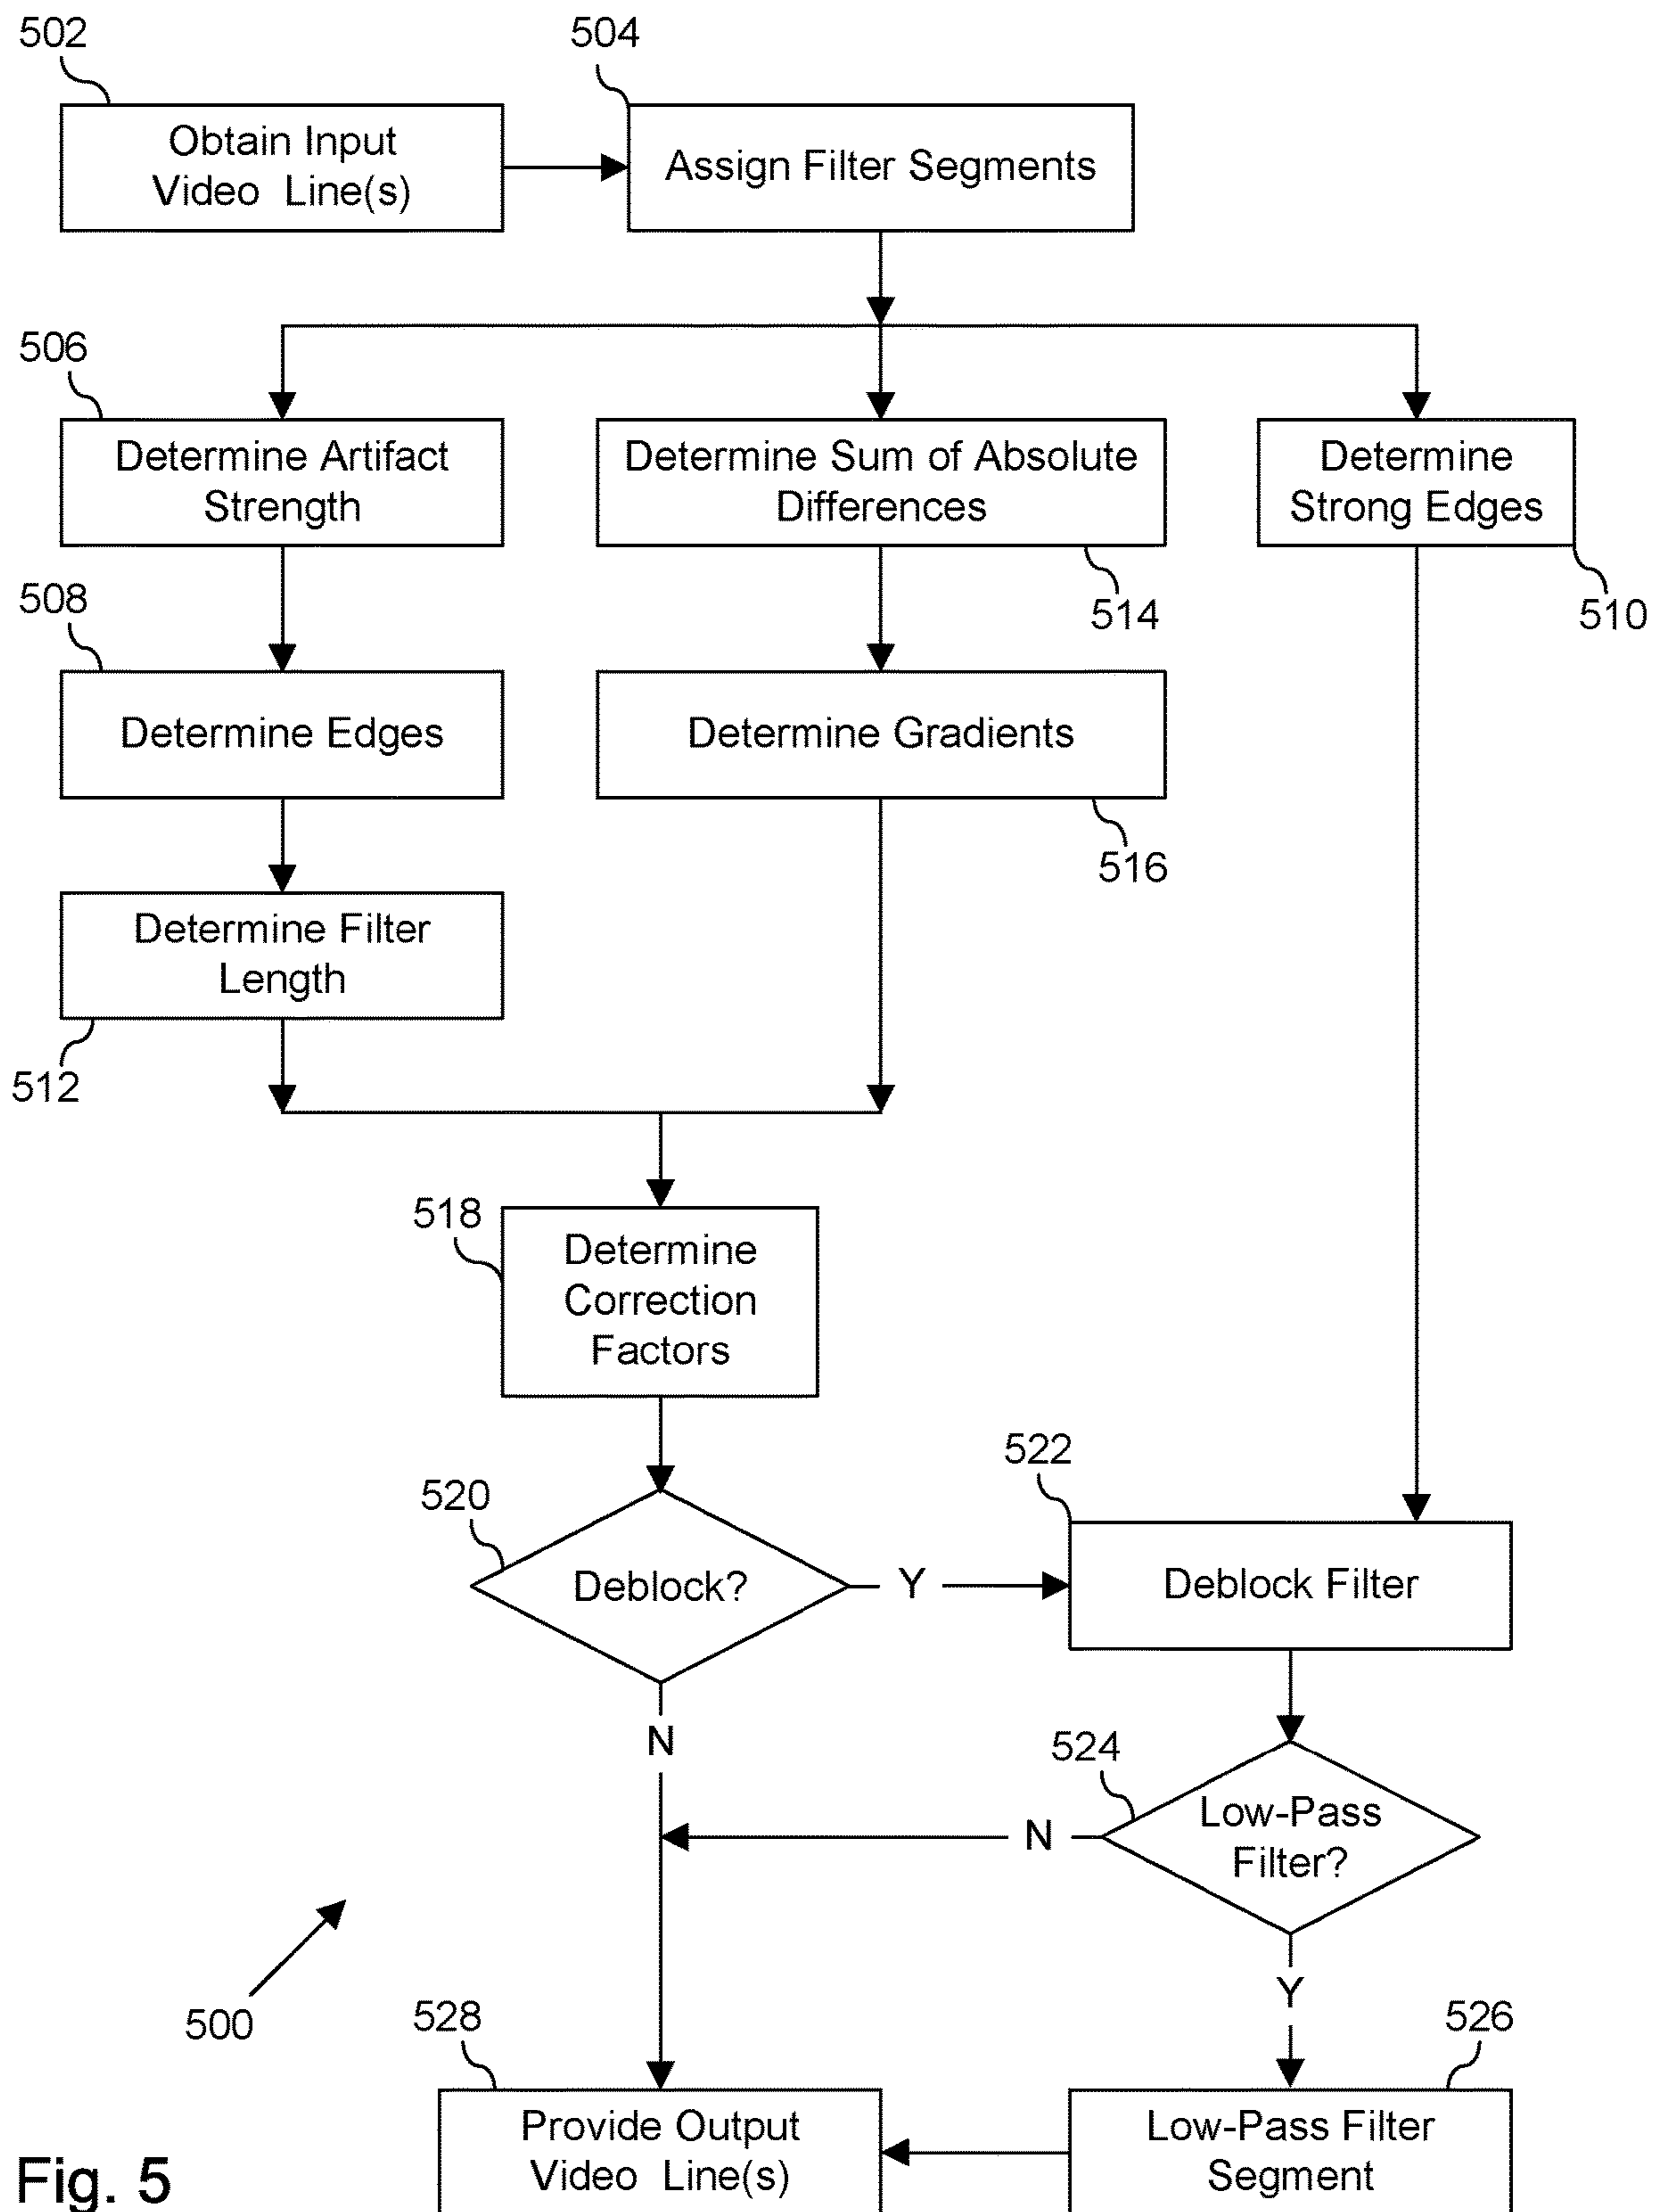 502
504
Obtain Input
Video Line(s)
Assign Filter Segments
506
Determine Artifact
Strength
Determine Sum of Absolute
Differences
Determine
Strong Edges
514
510
508
Determine Edges
Determine Gradients
516
Determine Filter
Length
512
518
Determine
Correction
Factors
520
Deblock?
Y
522
Deblock Filter
N
524
Low-Pass
Filter?
N
Y
500
528
526
Provide Output
Video Line(s)
Low-Pass Filter
Segment
Fig. 5